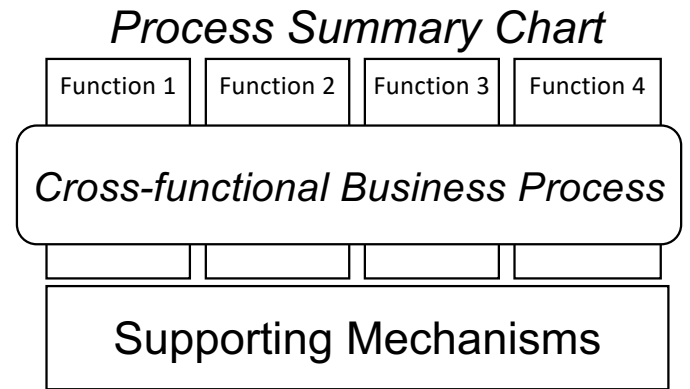 Process Summary Chart
Function 1 Function 2 Function 3 Function 4
Cross-functional Business Process
Supporting Mechanisms